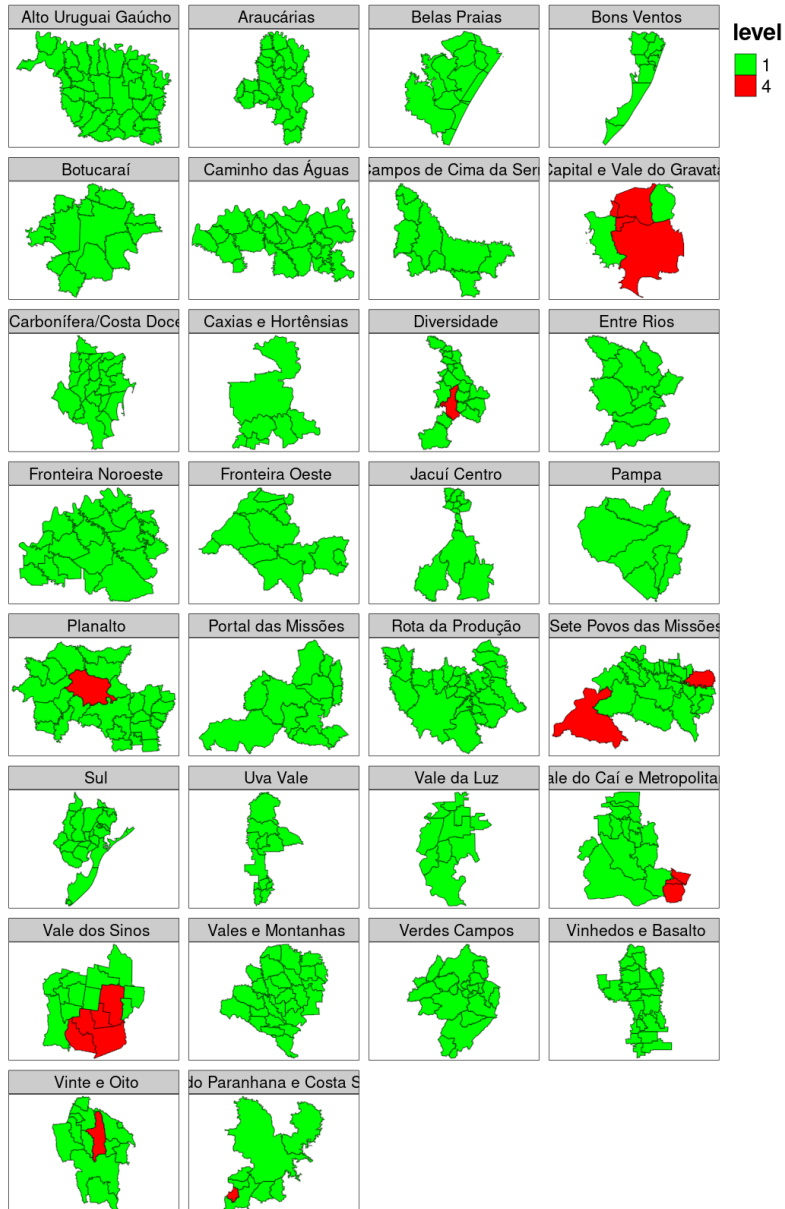 Alto Uruguai Gaúcho
Araucárias
Belas Praias
Bons Ventos
level
1
4
Botucaraí
Caminho das Águas
Campos de Cima da Serr
Capital e Vale do Gravata
Carbonífera/Costa Doce
Caxias e Hortênsias
Diversidade
Entre Rios
Fronteira Noroeste
Fronteira Oeste
Jacuí Centro
Pampa
Planalto
Portal das Missões
Rota da Produção
Sete Povos das Missões
Sul
Uva Vale
Vale da Luz
ale do Caí e Metropolita
Vale dos Sinos
Vales e Montanhas
Verdes Campos
Vinhedos e Basalto
Vinte e Oito
do Paranhana e Costa S